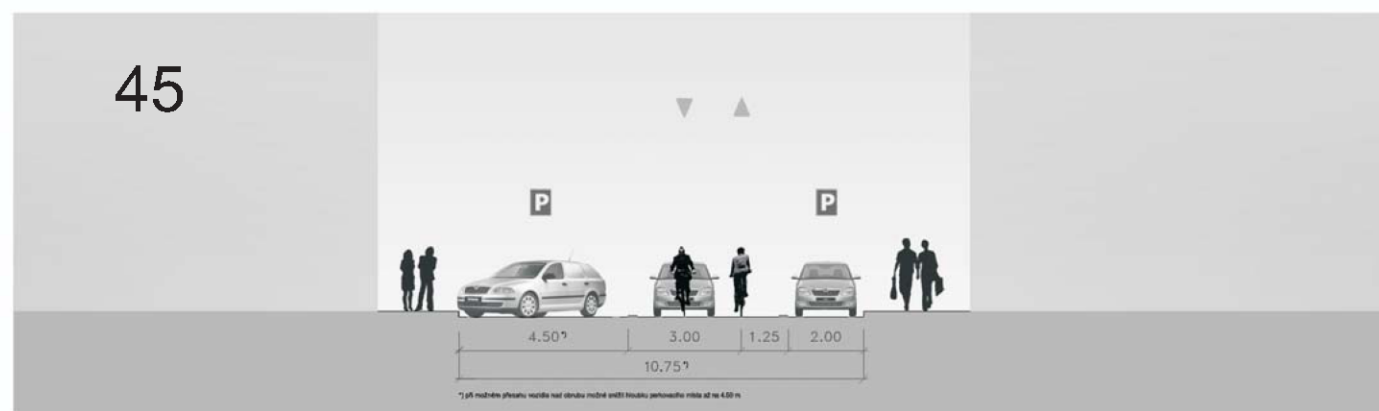 45
P P
4.50*) 3.00 1.25 2.00
10.75*)
*) při možném přesahu vozidla nad obrubu možné snížit hloubku parkovacího místa až na 4.00 m.